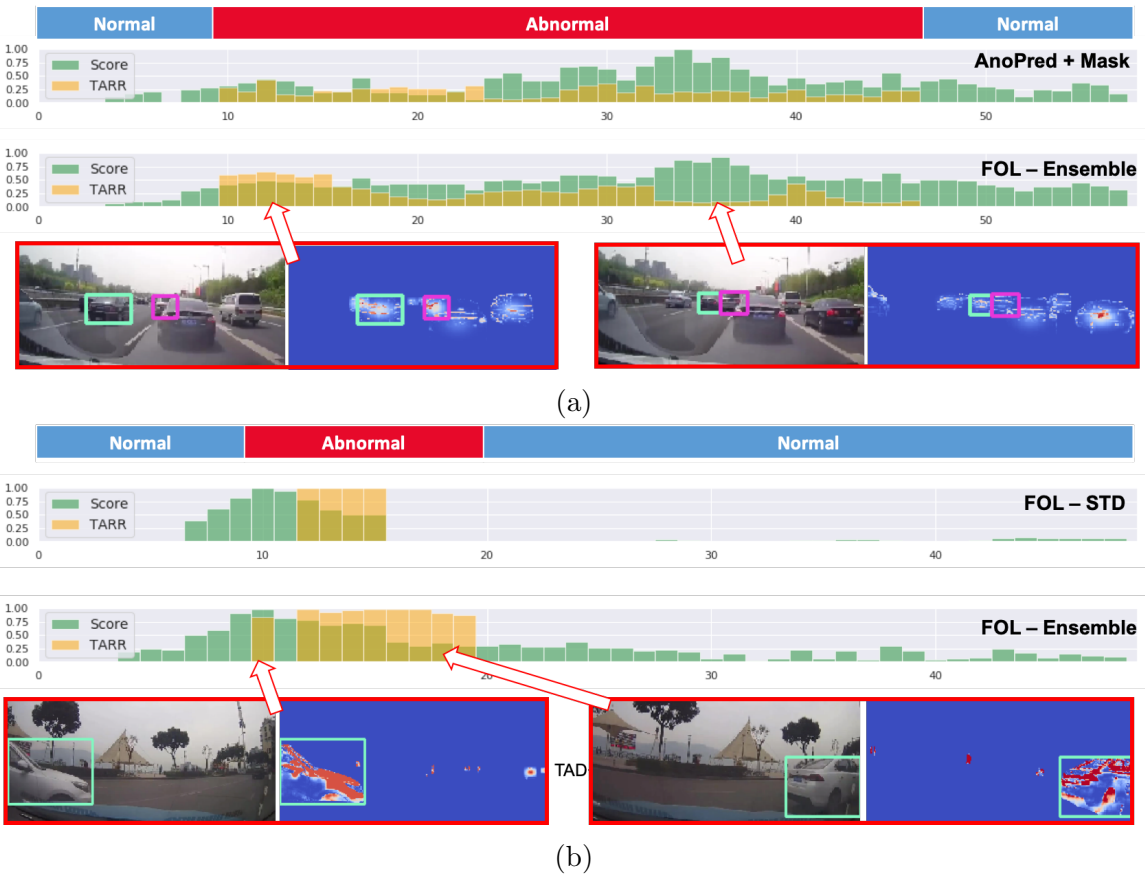 Normal Abnormal Normal
1.00
0.75
0.50
0.25
0.00
Score
TARR
AnoPred + Mask
0 10 20 30 40 50
1.00
0.75
0.50
0.25
0.00
Score
TARR
FOL – Ensemble
0 10 20 30 40 50
(a)
Normal Abnormal Normal
1.00
0.75
0.50
0.25
0.00
Score
TARR
FOL – STD
0 10 20 30 40
1.00
0.75
0.50
0.25
0.00
Score
TARR
FOL – Ensemble
0 10 20 30 40
TAD-
(b)